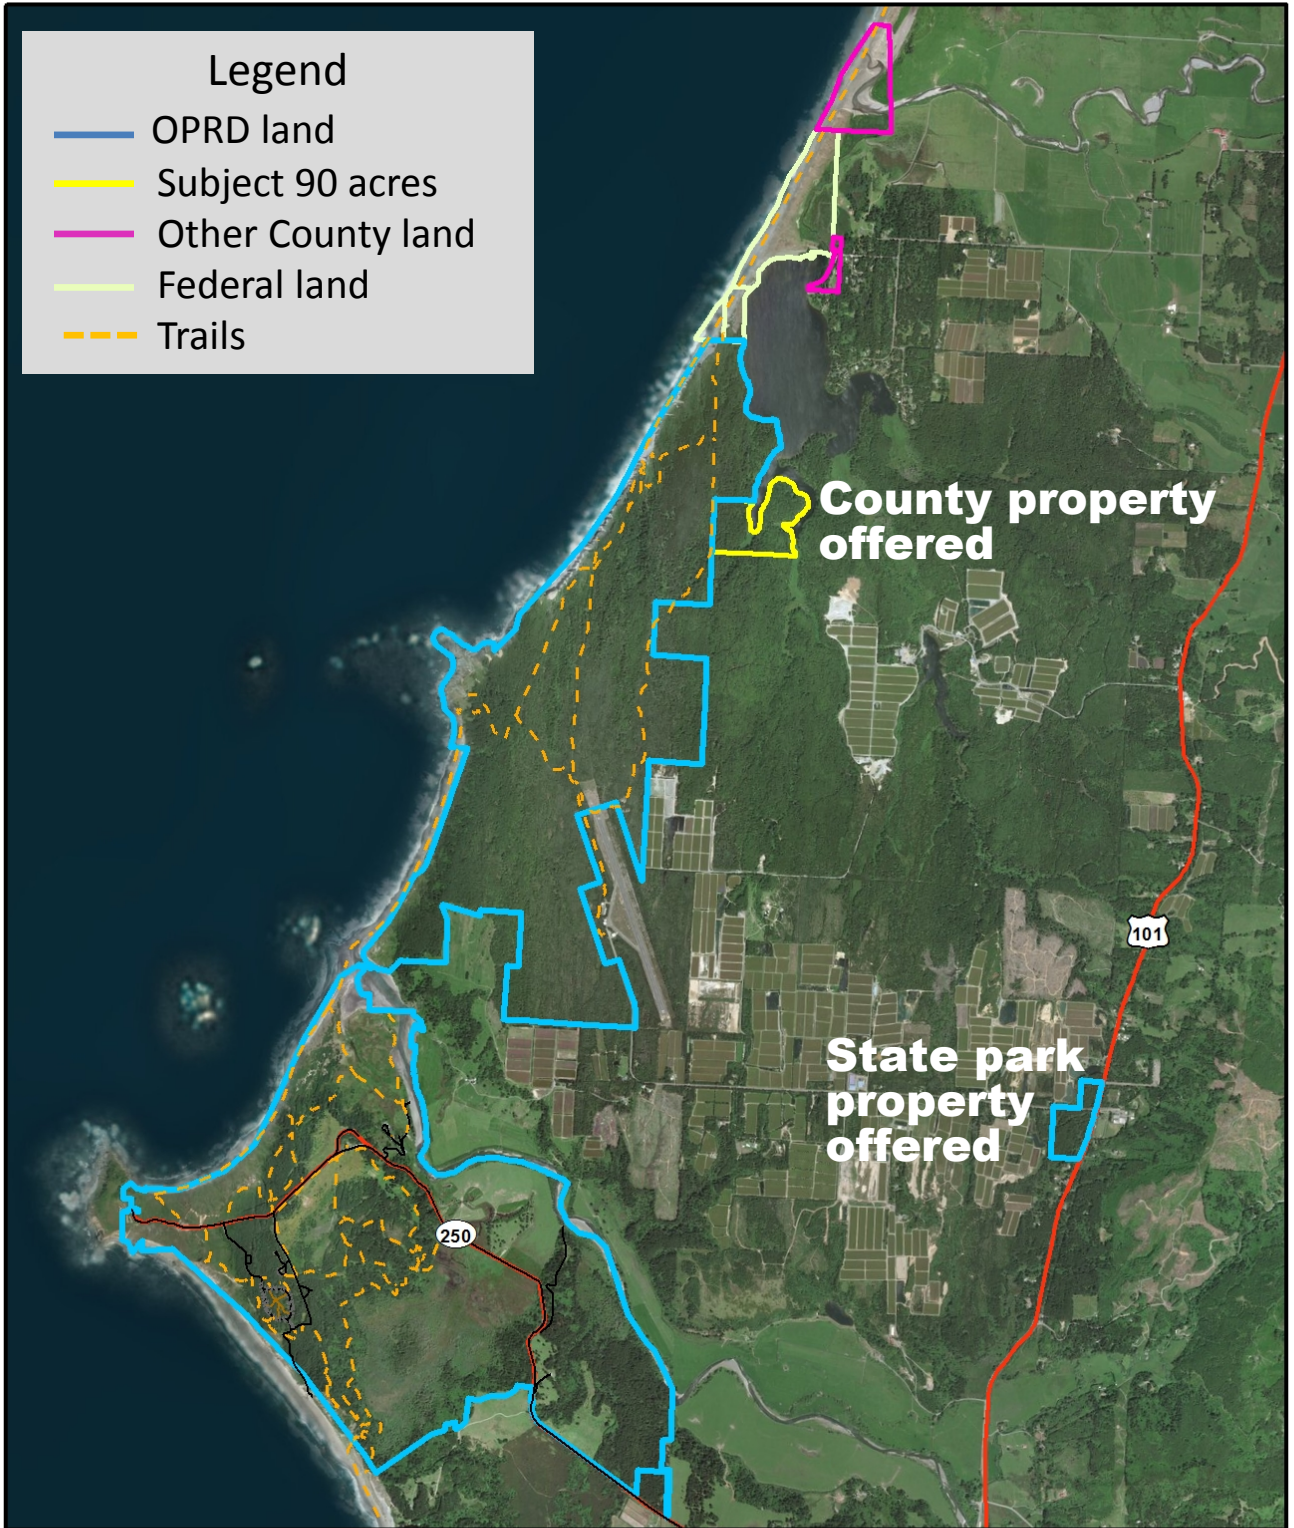 Legend
OPRD land
Subject 90 acres
Other County land
Federal land
Trails
County property
offered
101
State park
property
offered
250